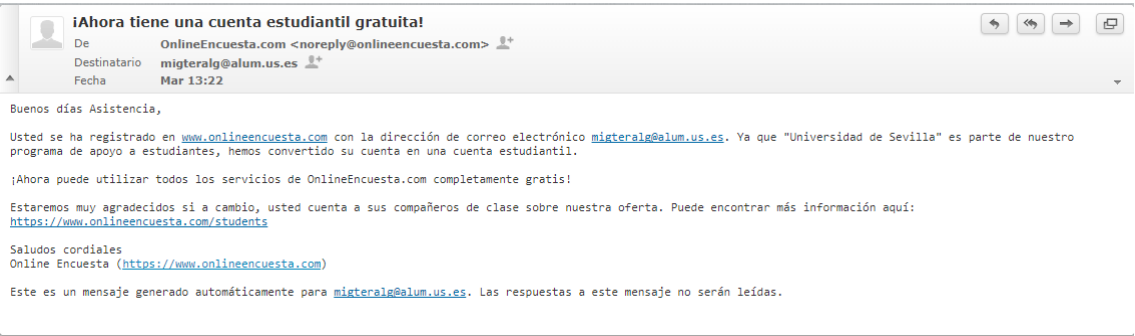 ¡Ahora tiene una cuenta estudiantil gratuita!
De OnlineEncuesta.com <noreply@onlineencuesta.com>
Destinatario migteralg@alum.us.es
Fecha Mar 13:22
Buenos días Asistencia,
Usted se ha registrado en www.onlineencuesta.com con la dirección de correo electrónico migteralg@alum.us.es. Ya que "Universidad de Sevilla" es parte de nuestro
programa de apoyo a estudiantes, hemos convertido su cuenta en una cuenta estudiantil.
¡Ahora puede utilizar todos los servicios de OnlineEncuesta.com completamente gratis!
Estaremos muy agradecidos si a cambio, usted cuenta a sus compañeros de clase sobre nuestra oferta. Puede encontrar más información aquí:
https://www.onlineencuesta.com/students
Saludos cordiales
Online Encuesta (https://www.onlineencuesta.com)
Este es un mensaje generado automáticamente para migteralg@alum.us.es. Las respuestas a este mensaje no serán leídas.